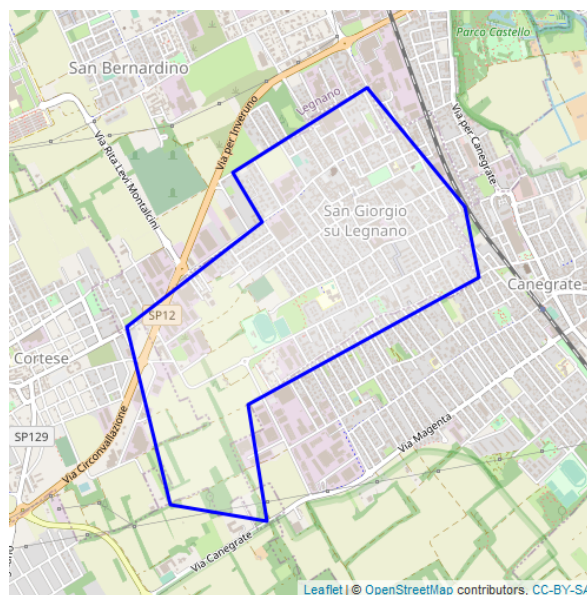 Parco Castello
San Bernardino
Legnano
Via per Inveruno
Via per Canegrate
Via Rita Levi Montalcini
San Giorgio
su Legnano
Canegrate
SP12
Cortese
Via Magenta
SP129
Via Circonvallazione
Via Canegrate
Leaflet | © OpenStreetMap contributors, CC-BY-SA